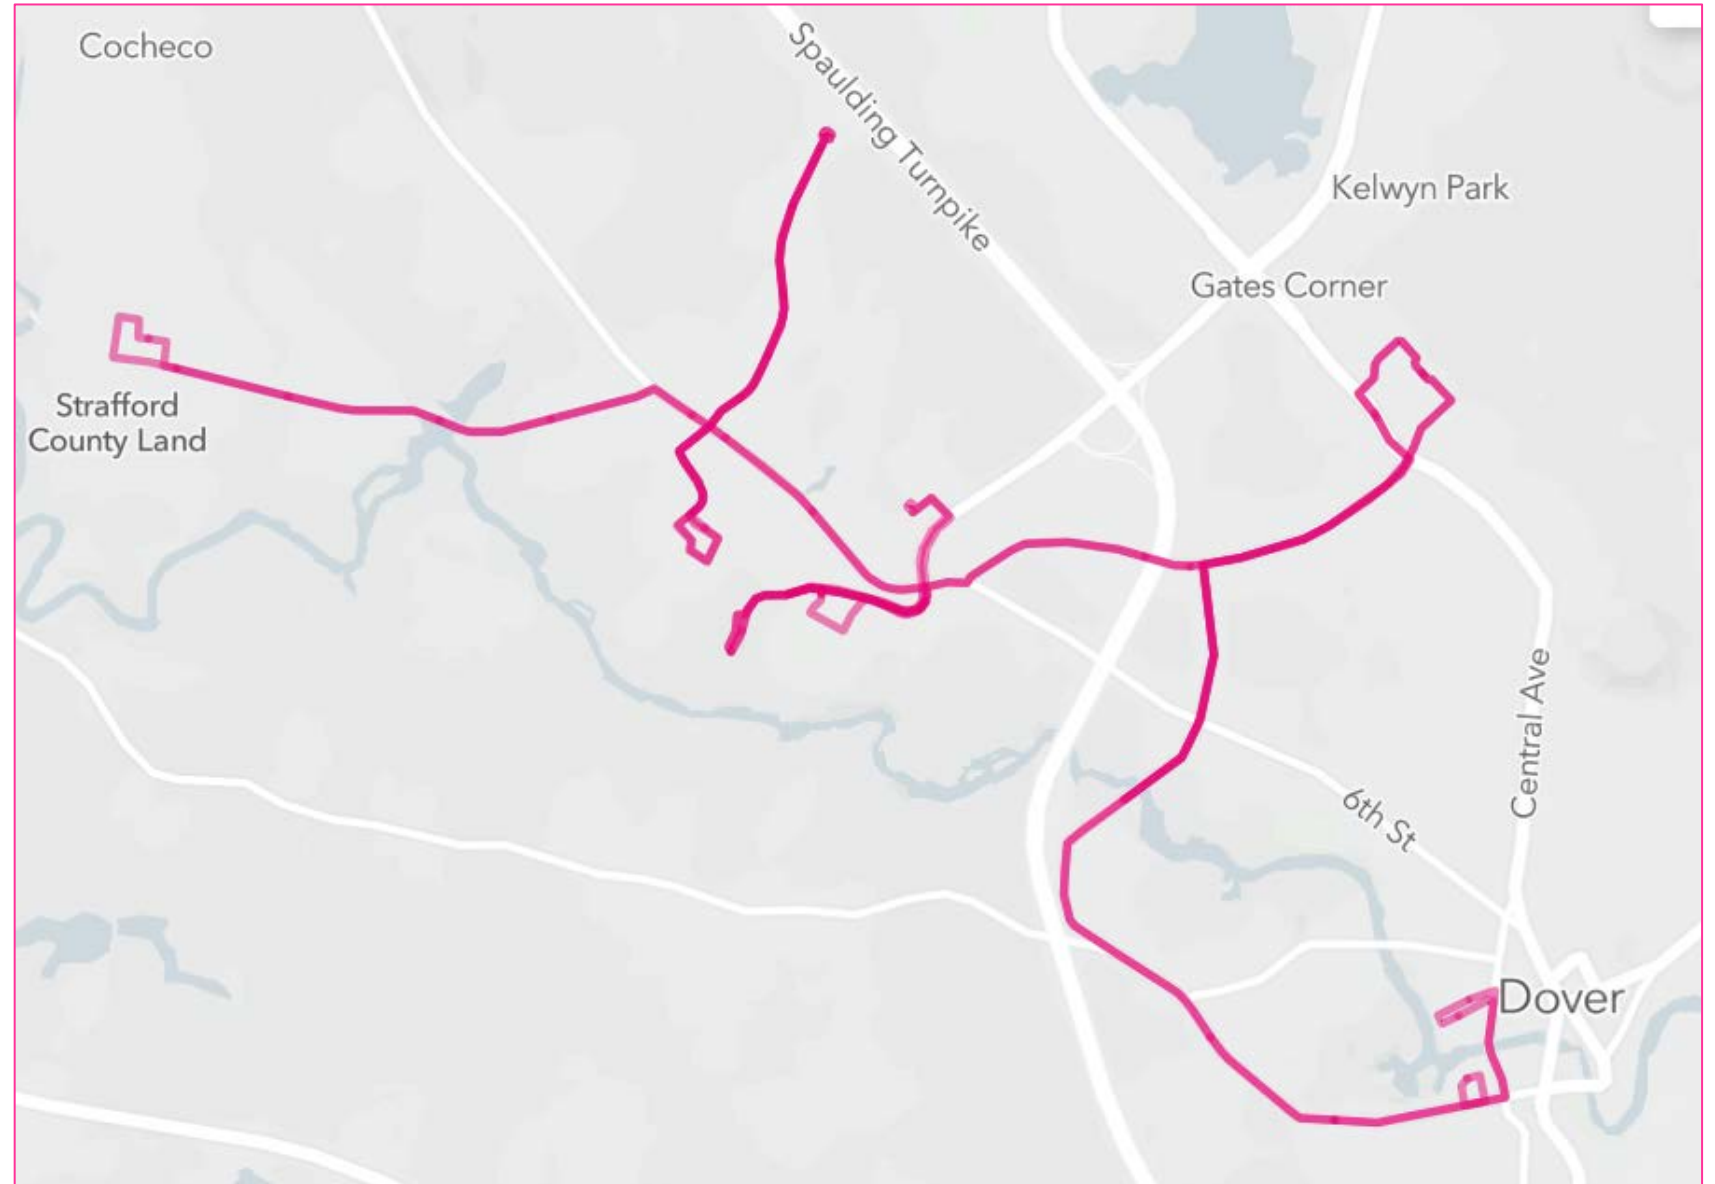 Cocheco
Spaulding Turnpike
Kelwyn Park
Gates Corner
Strafford
County Land
Central Ave
6th St
Dover